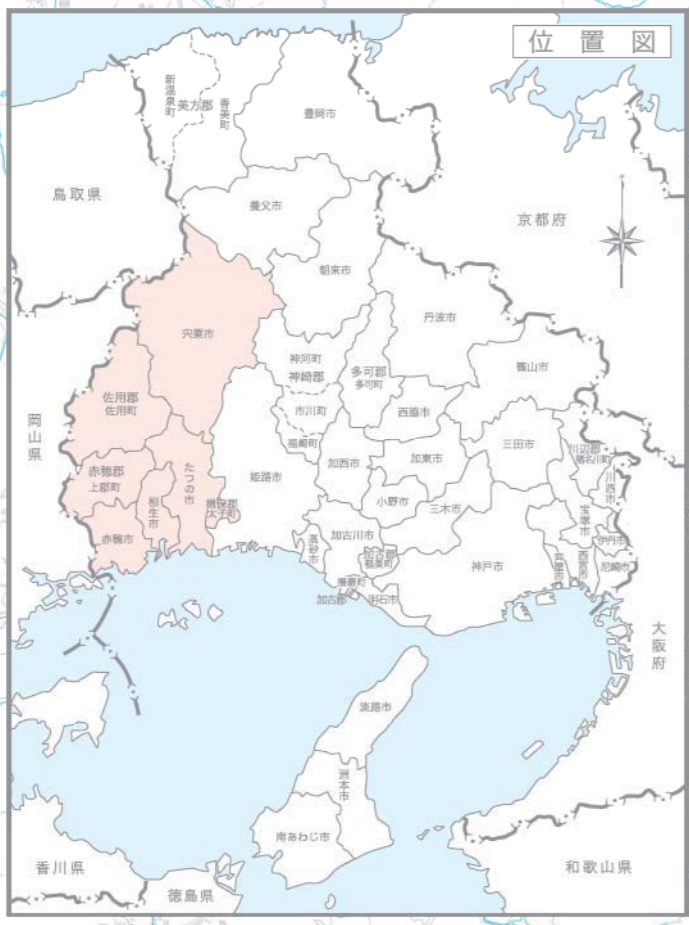 位置図
新温泉町
美方郡
香美町
豊岡市
鳥取県
養父市
京都府
朝来市
宍粟市
丹波市
神河町
神崎郡
多可郡
多可町
篠山市
佐用郡
佐用町
市川町
西脇市
岡山県
福崎町
加西市
加東市
三田市
川辺郡
猪名川町
赤穂郡
上郡町
たつの市
姫路市
川西市
相生市
揖保郡
太子町
小野市
三木市
宝塚市
赤穂市
高砂市
加古川市
加古郡
稲美町
神戸市
芦屋市
西宮市
伊丹市
尼崎市
播磨町
加古郡
明石市
大阪府
淡路市
洲本市
南あわじ市
香川県
徳島県
和歌山県